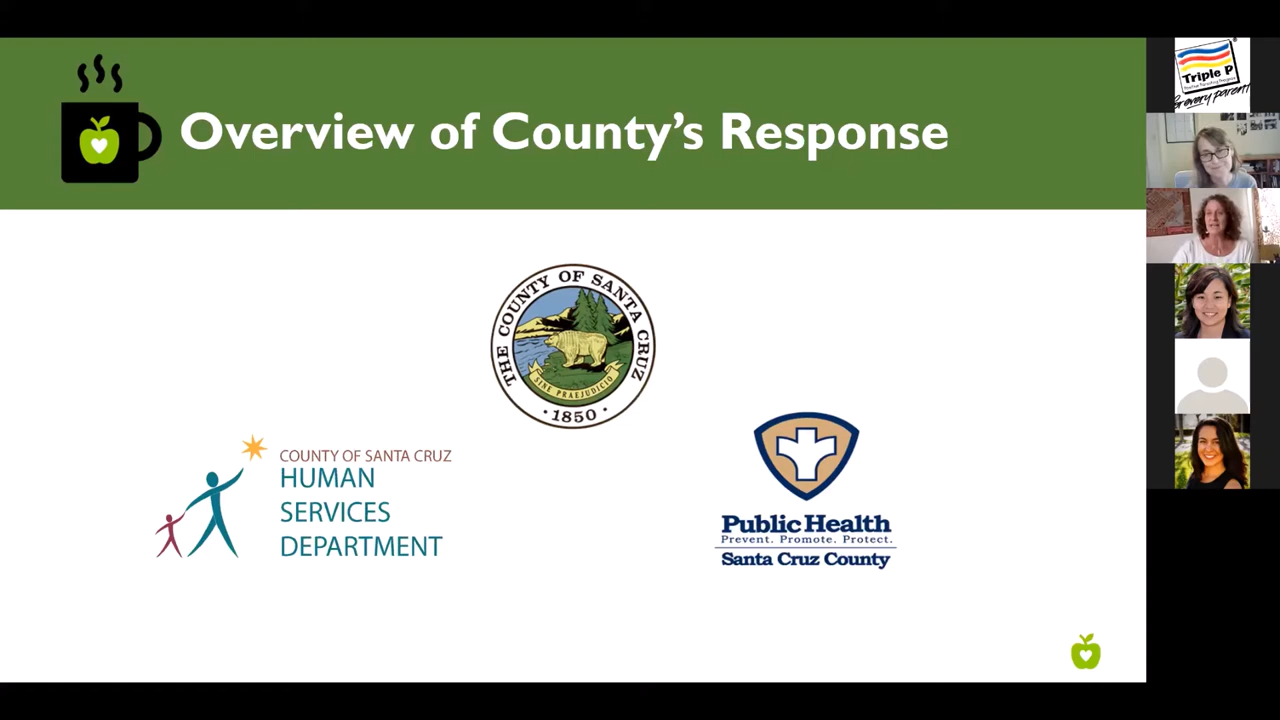 Overview of County's Response
THE COUNTY OF SANTA CRUZ
SINE PRAEJUDICIO
· 1850 ·
COUNTY OF SANTA CRUZ
HUMAN
SERVICES
DEPARTMENT
Public Health
Prevent. Promote. Protect.
Santa Cruz County
Triple P